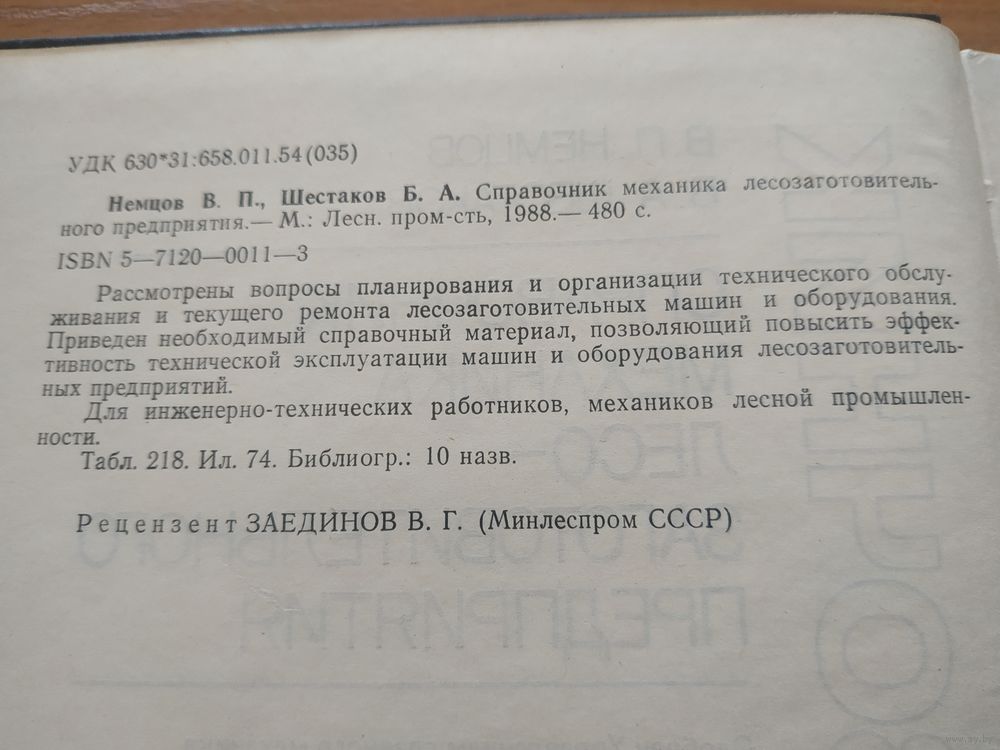 УДК 630*31:658.011.54(035)
Немцов В. П., Шестаков Б. А. Справочник механика лесозаготовитель-
ного предприятия.— М.: Лесн. пром-сть, 1988.— 480 с.
ISBN 5—7120—0011—3
Рассмотрены вопросы планирования и организации технического обслу-
живания и текущего ремонта лесозаготовительных машин и оборудования.
Приведен необходимый справочный материал, позволяющий повысить эффек-
тивность технической эксплуатации машин и оборудования лесозаготовитель-
ных предприятий.
Для инженерно-технических работников, механиков лесной промышлен-
ности.
Табл. 218. Ил. 74. Библиогр.: 10 назв.
Рецензент ЗАЕДИНОВ В. Г. (Минлеспром СССР)